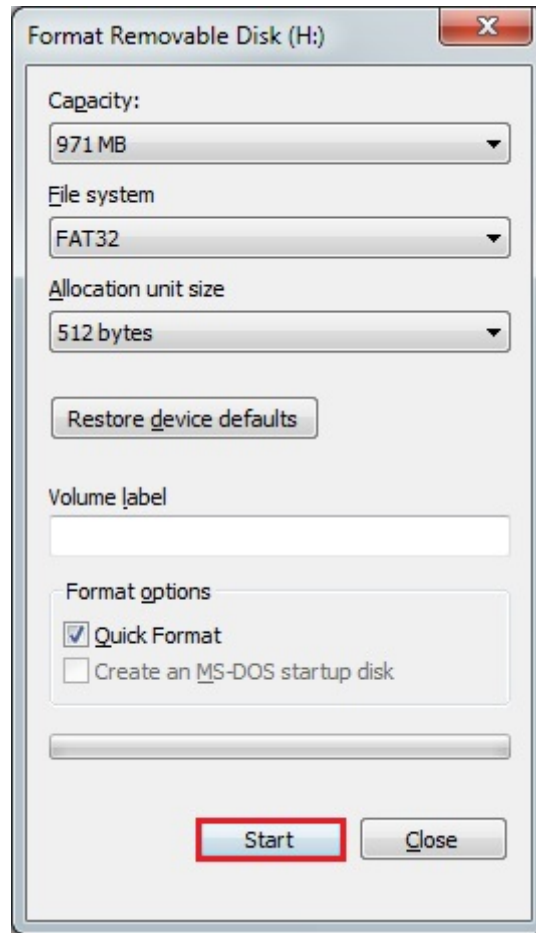 Format Removable Disk (H:)
Capacity:
971 MB
File system
FAT32
Allocation unit size
512 bytes
Restore device defaults
Volume label
Format options
Quick Format
Create an MS-DOS startup disk
Start
Close